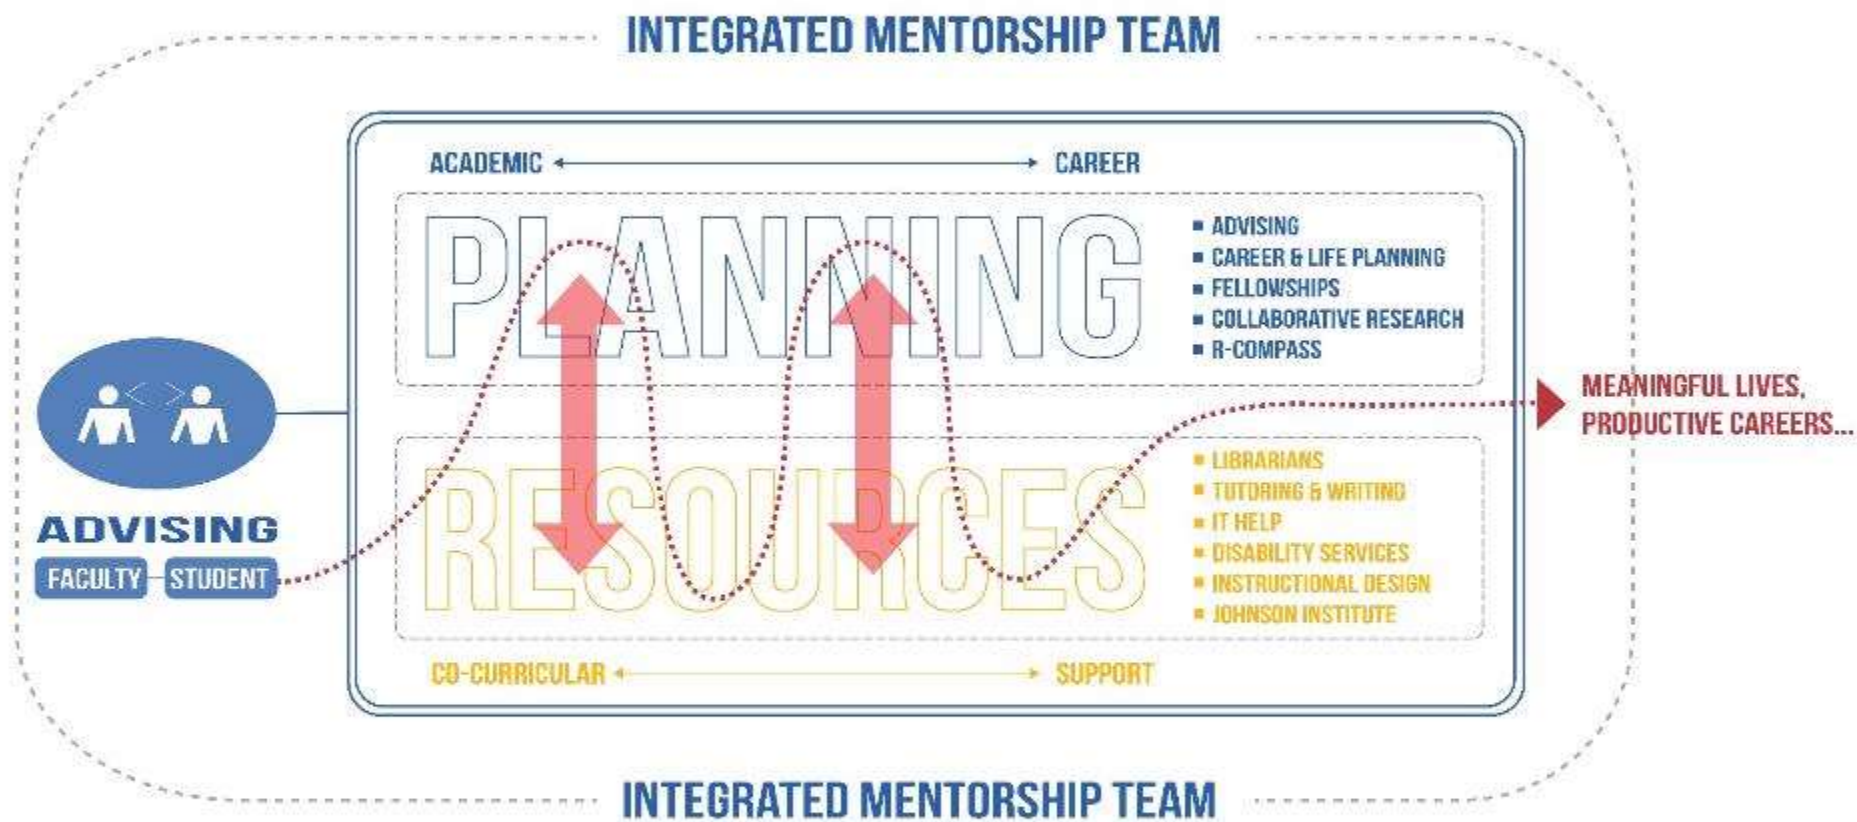 INTEGRATED MENTORSHIP TEAM
ACADEMIC
CAREER
PLANNING
ADVISING
CAREER & LIFE PLANNING
FELLOWSHIPS
COLLABORATIVE RESEARCH
R-COMPASS
ADVISING
FACULTY
STUDENT
RESOURCES
LIBRARIANS
TUTORING & WRITING
IT HELP
DISABILITY SERVICES
INSTRUCTIONAL DESIGN
JOHNSON INSTITUTE
CO-CURRICULAR
SUPPORT
MEANINGFUL LIVES,
PRODUCTIVE CAREERS...
INTEGRATED MENTORSHIP TEAM